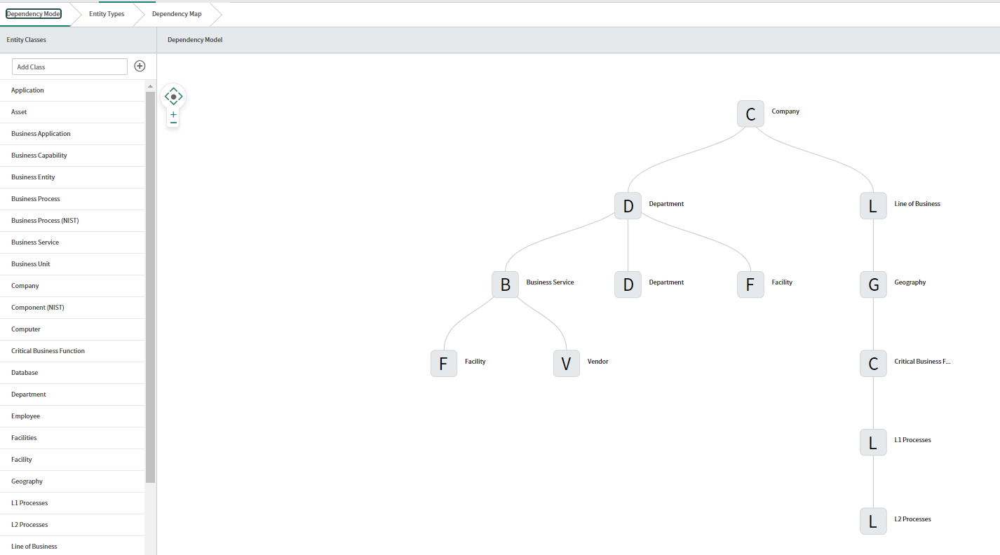 Dependency Mode
Entity Types
Dependency Map
Entity Classes
Dependency Model
Add Class
Application
Asset
Business Application
Business Capability
Business Entity
Business Process
Business Process (NIST)
Business Service
Business Unit
Company
Component (NIST)
Computer
Critical Business Function
Database
Department
Employee
Facilities
Facility
Geography
L1 Processes
L2 Processes
Line of Business
C Company
D Department
L Line of Business
B Business Service
D Department
F Facility
G Geography
F Facility
V Vendor
C Critical Business F...
L L1 Processes
L L2 Processes